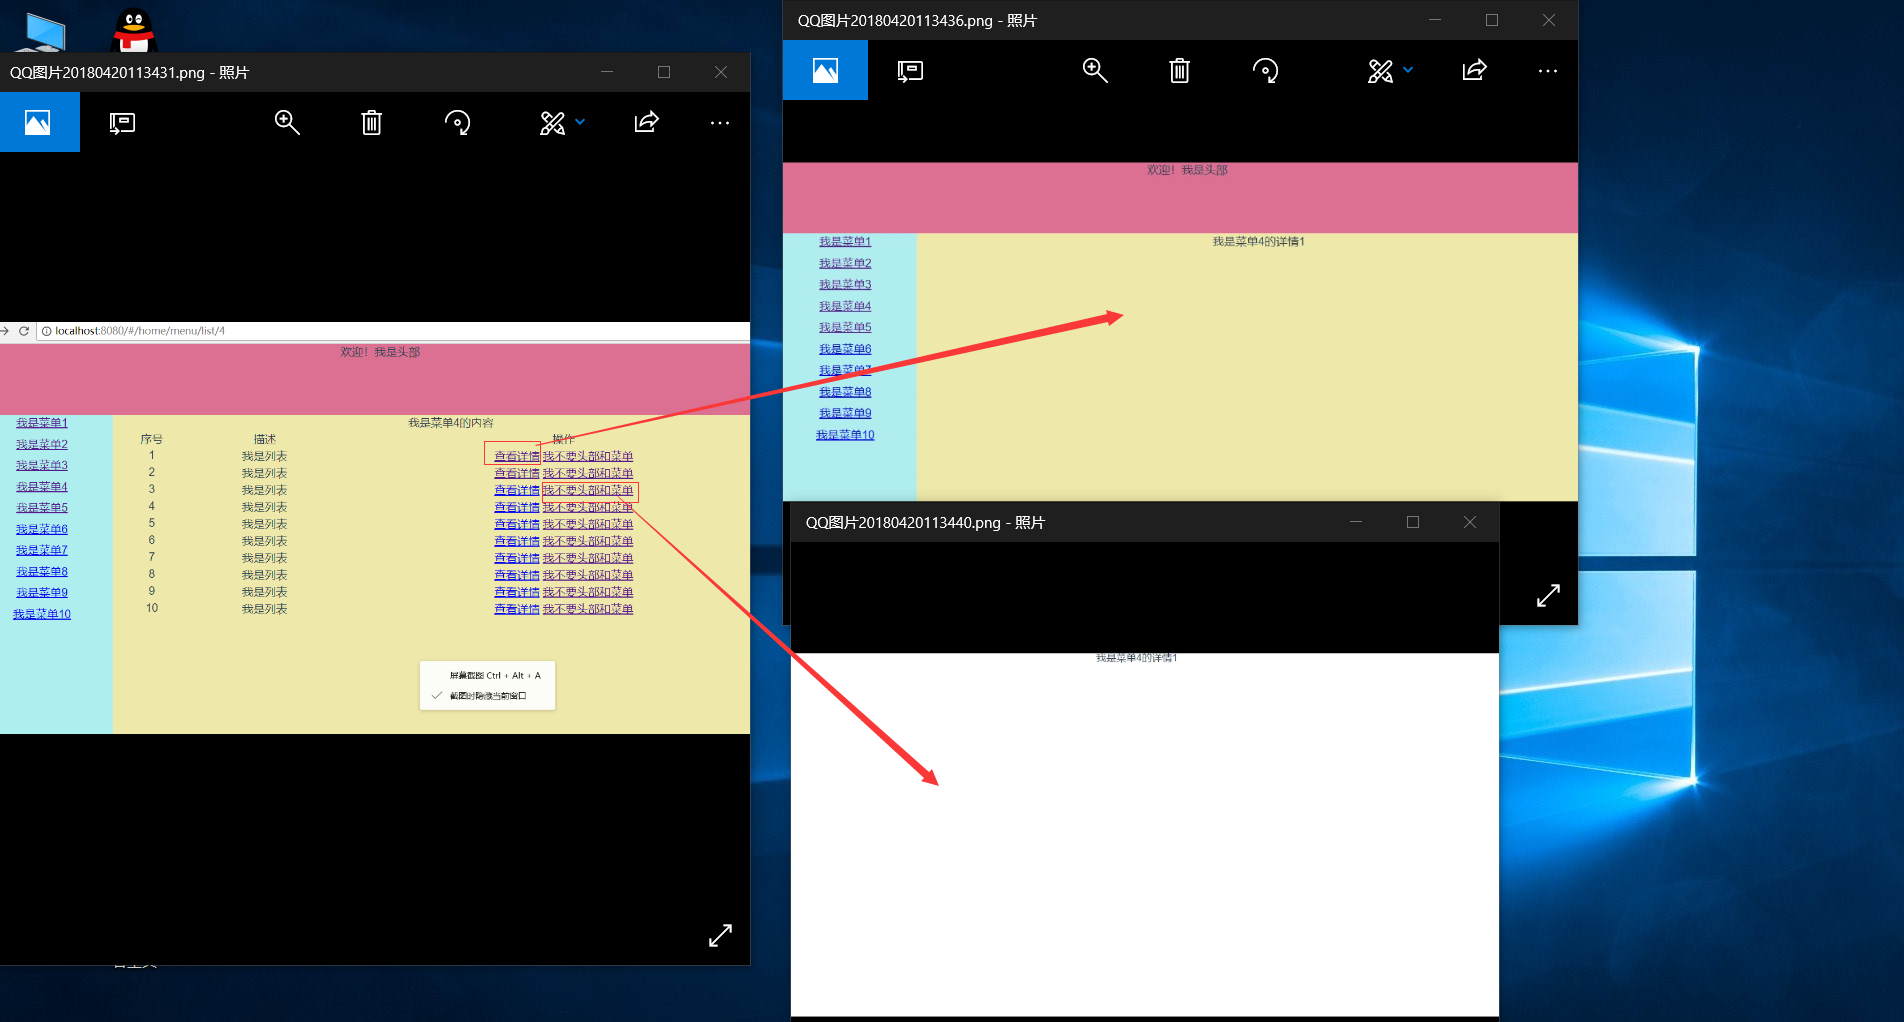 QQ图片20180420113431.png - 照片
localhost:8080/#/home/menu/list/4
欢迎！我是头部
我是菜单1
我是菜单2
我是菜单3
我是菜单4
我是菜单5
我是菜单6
我是菜单7
我是菜单8
我是菜单9
我是菜单10
我是菜单4的内容
序号 描述 操作
1 我是列表 查看详情 我不要头部和菜单
2 我是列表 查看详情 我不要头部和菜单
3 我是列表 查看详情 我不要头部和菜单
4 我是列表 查看详情 我不要头部和菜单
5 我是列表 查看详情 我不要头部和菜单
6 我是列表 查看详情 我不要头部和菜单
7 我是列表 查看详情 我不要头部和菜单
8 我是列表 查看详情 我不要头部和菜单
9 我是列表 查看详情 我不要头部和菜单
10 我是列表 查看详情 我不要头部和菜单
屏幕截图 Ctrl + Alt + A
截图时隐藏当前窗口
QQ图片20180420113436.png - 照片
欢迎！我是头部
我是菜单1
我是菜单2
我是菜单3
我是菜单4
我是菜单5
我是菜单6
我是菜单7
我是菜单8
我是菜单9
我是菜单10
我是菜单4的详情1
QQ图片20180420113440.png - 照片
我是菜单4的详情1